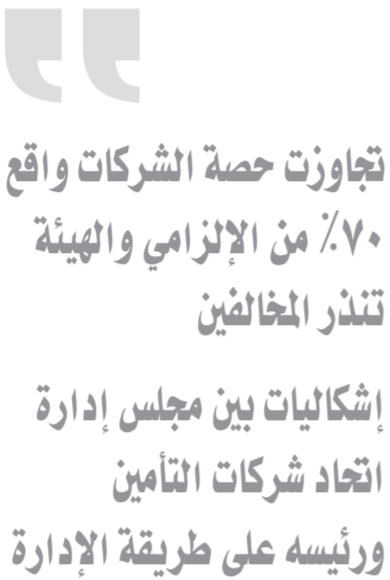 تجاوزت حصة الشركات واقع
٧٠٪ من الإلزامي والهيئة
تنذر المخالفين
إشكاليات بين مجلس إدارة
اتحاد شركات التأمين
ورئيسه على طريقة الإدارة